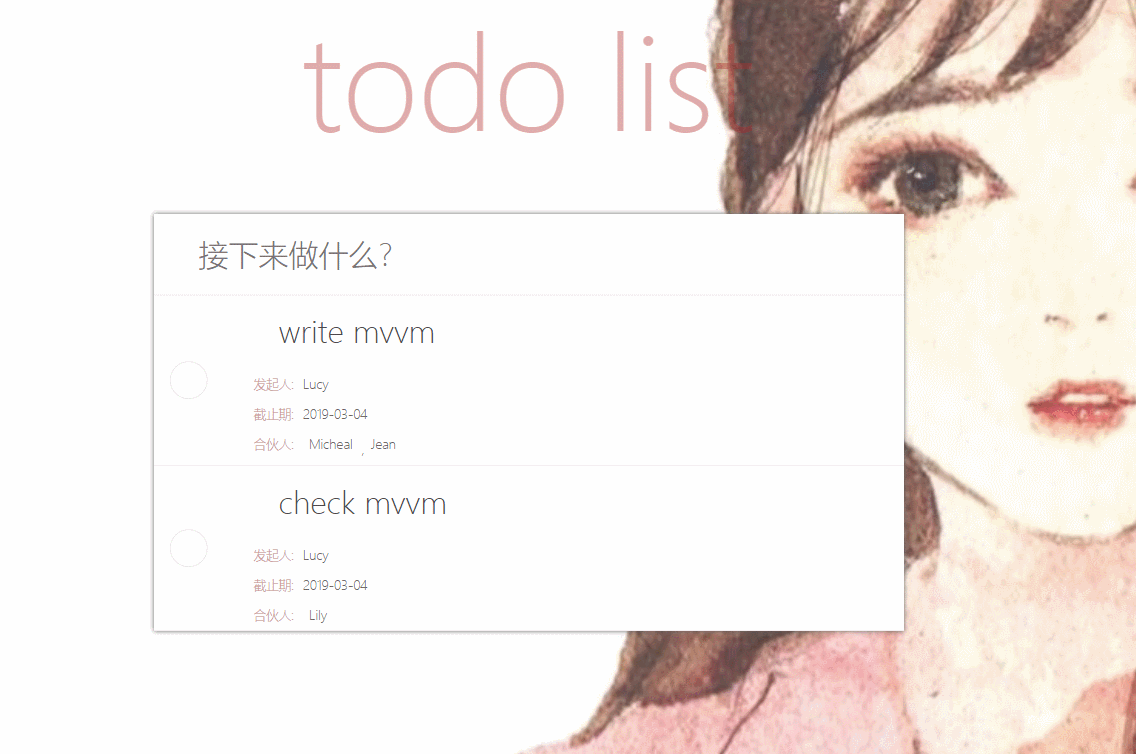 todo list
接下来做什么?
write mvvm
发起人: Lucy
截止期: 2019-03-04
合伙人: Micheal , Jean
check mvvm
发起人: Lucy
截止期: 2019-03-04
合伙人: Lily